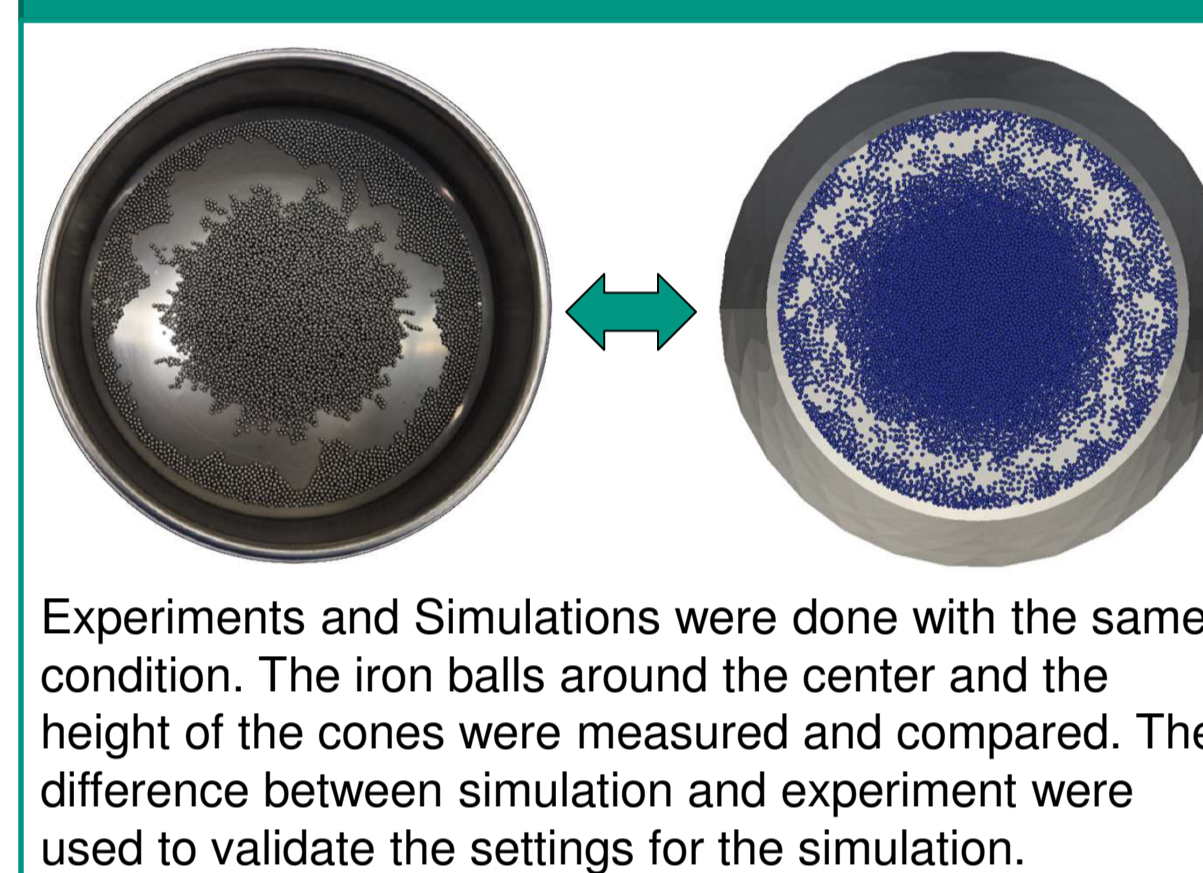 Experiments and Simulations were done with the same
condition. The iron balls around the center and the
height of the cones were measured and compared. The
difference between simulation and experiment were
used to validate the settings for the simulation.